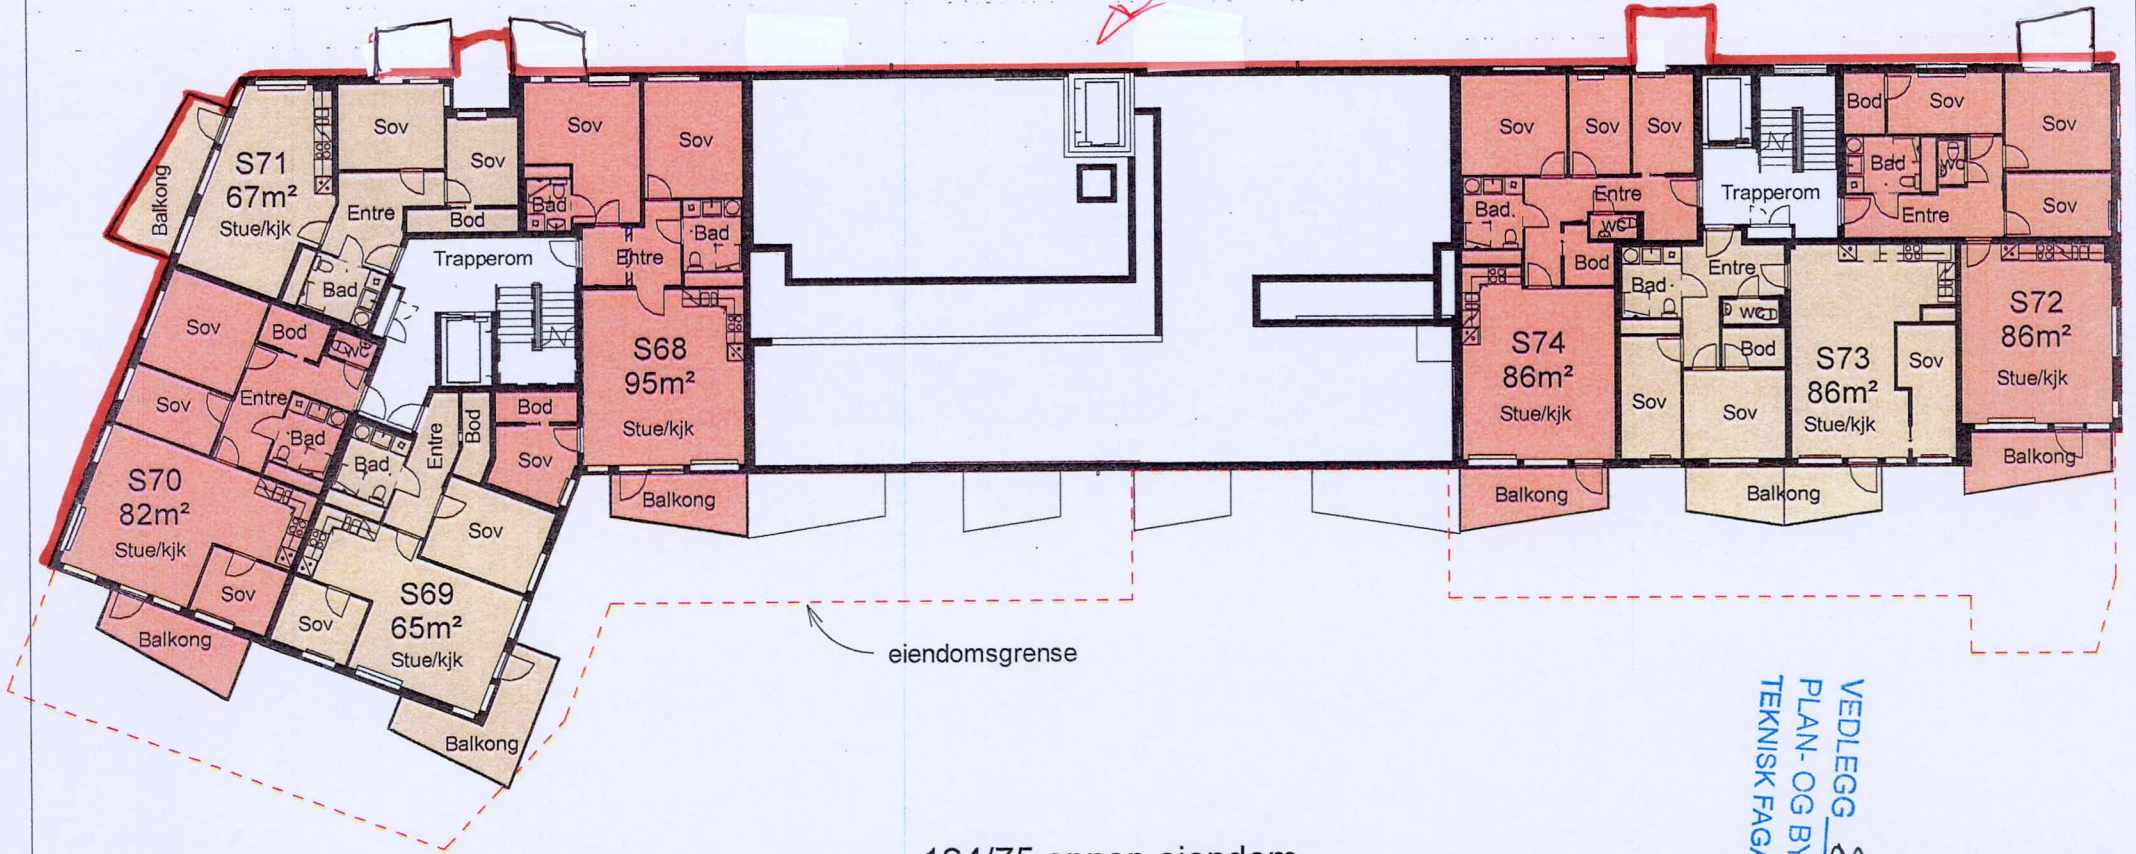 S71
67m²
Stue/kjk
Balkong
Sov
Sov
Entre
Bod
Bad
Trapperom
Sov
Sov
Bad
Bad
Entre
S68
95m²
Stue/kjk
Balkong
Sov
Bod
wc
Sov
Entre
Bad
S70
82m²
Stue/kjk
Sov
Balkong
Bad
Entre
Bod
Bod
Sov
Sov
S69
65m²
Stue/kjk
Sov
Balkong
Sov
Sov
Sov
Bad
Entre
wc
Bod
S74
86m²
Stue/kjk
Balkong
Trapperom
Bad
Entre
wc
Bod
Sov
Sov
S73
86m²
Stue/kjk
Sov
Balkong
Bod
Sov
Sov
Bad
wc
Entre
Sov
S72
86m²
Stue/kjk
Balkong
eiendomsgrense
VEDLEGG
PLAN- OG BY
TEKNISK FAGA